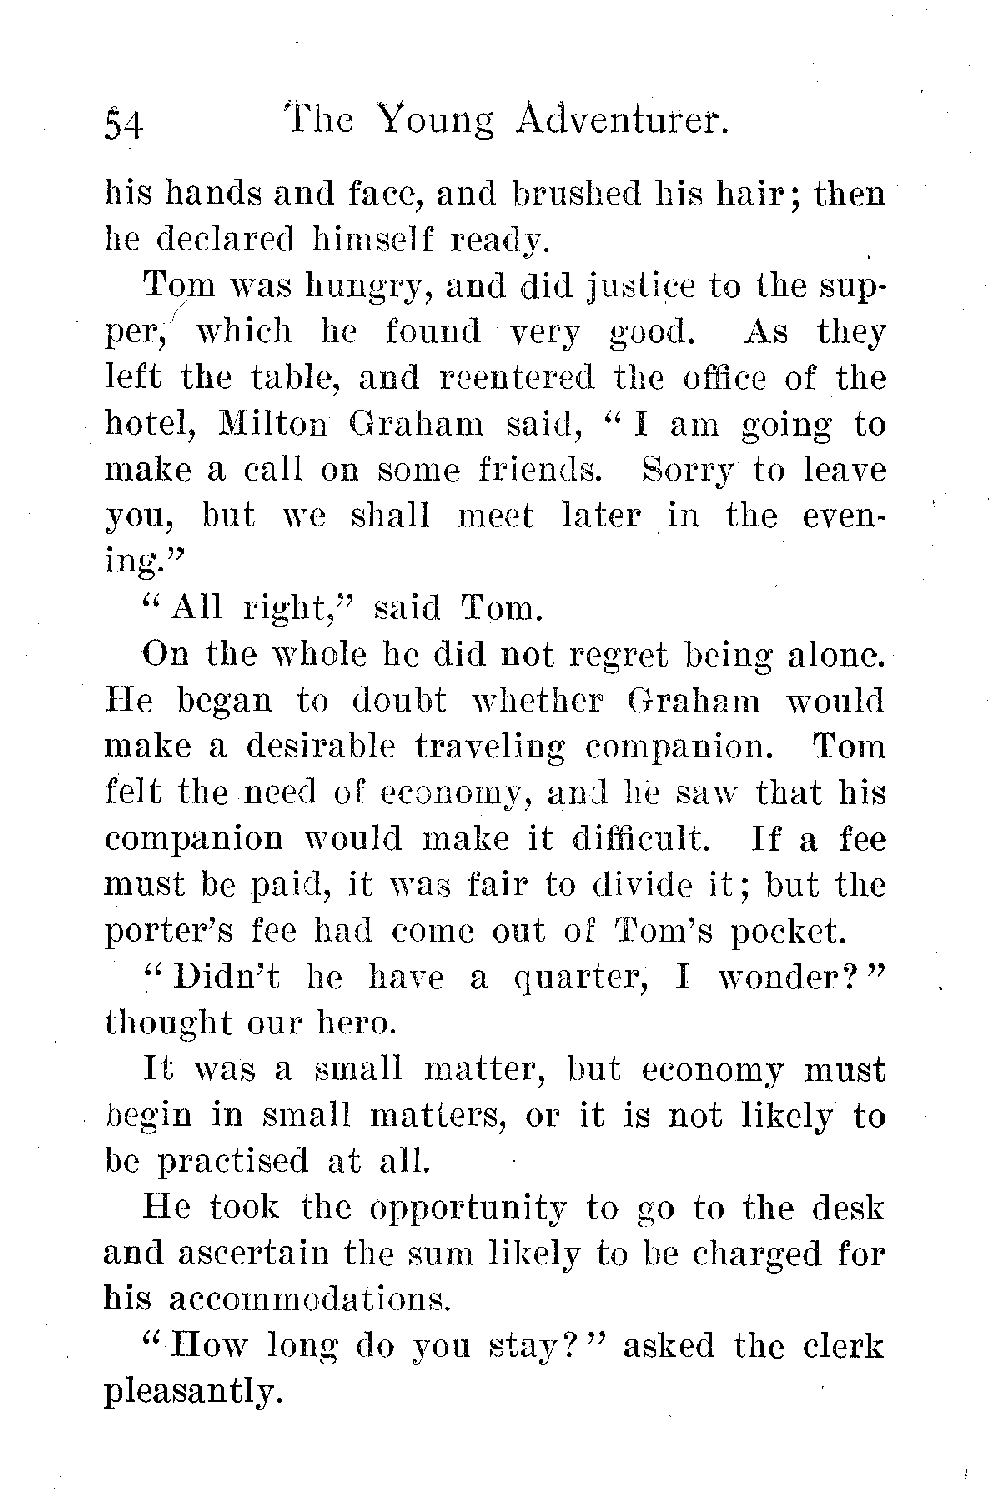 54 The Young Adventurer.
his hands and face, and brushed his hair; then
he declared himself ready.
Tom was hungry, and did justice to the sup-
per, which he found very good. As they
left the table, and reentered the office of the
hotel, Milton Graham said, “ I am going to
make a call on some friends. Sorry to leave
you, but we shall meet later in the even-
ing.”
“ All right,” said Tom.
On the whole he did not regret being alone.
He began to doubt whether Graham would
make a desirable traveling companion. Tom
felt the need of economy, and he saw that his
companion would make it difficult. If a fee
must be paid, it was fair to divide it; but the
porter’s fee had come out of Tom’s pocket.
“ Didn’t he have a quarter, I wonder? ”
thought our hero.
It was a small matter, but economy must
begin in small matters, or it is not likely to
be practised at all.
He took the opportunity to go to the desk
and ascertain the sum likely to be charged for
his accommodations.
“ How long do you stay? ” asked the clerk
pleasantly.